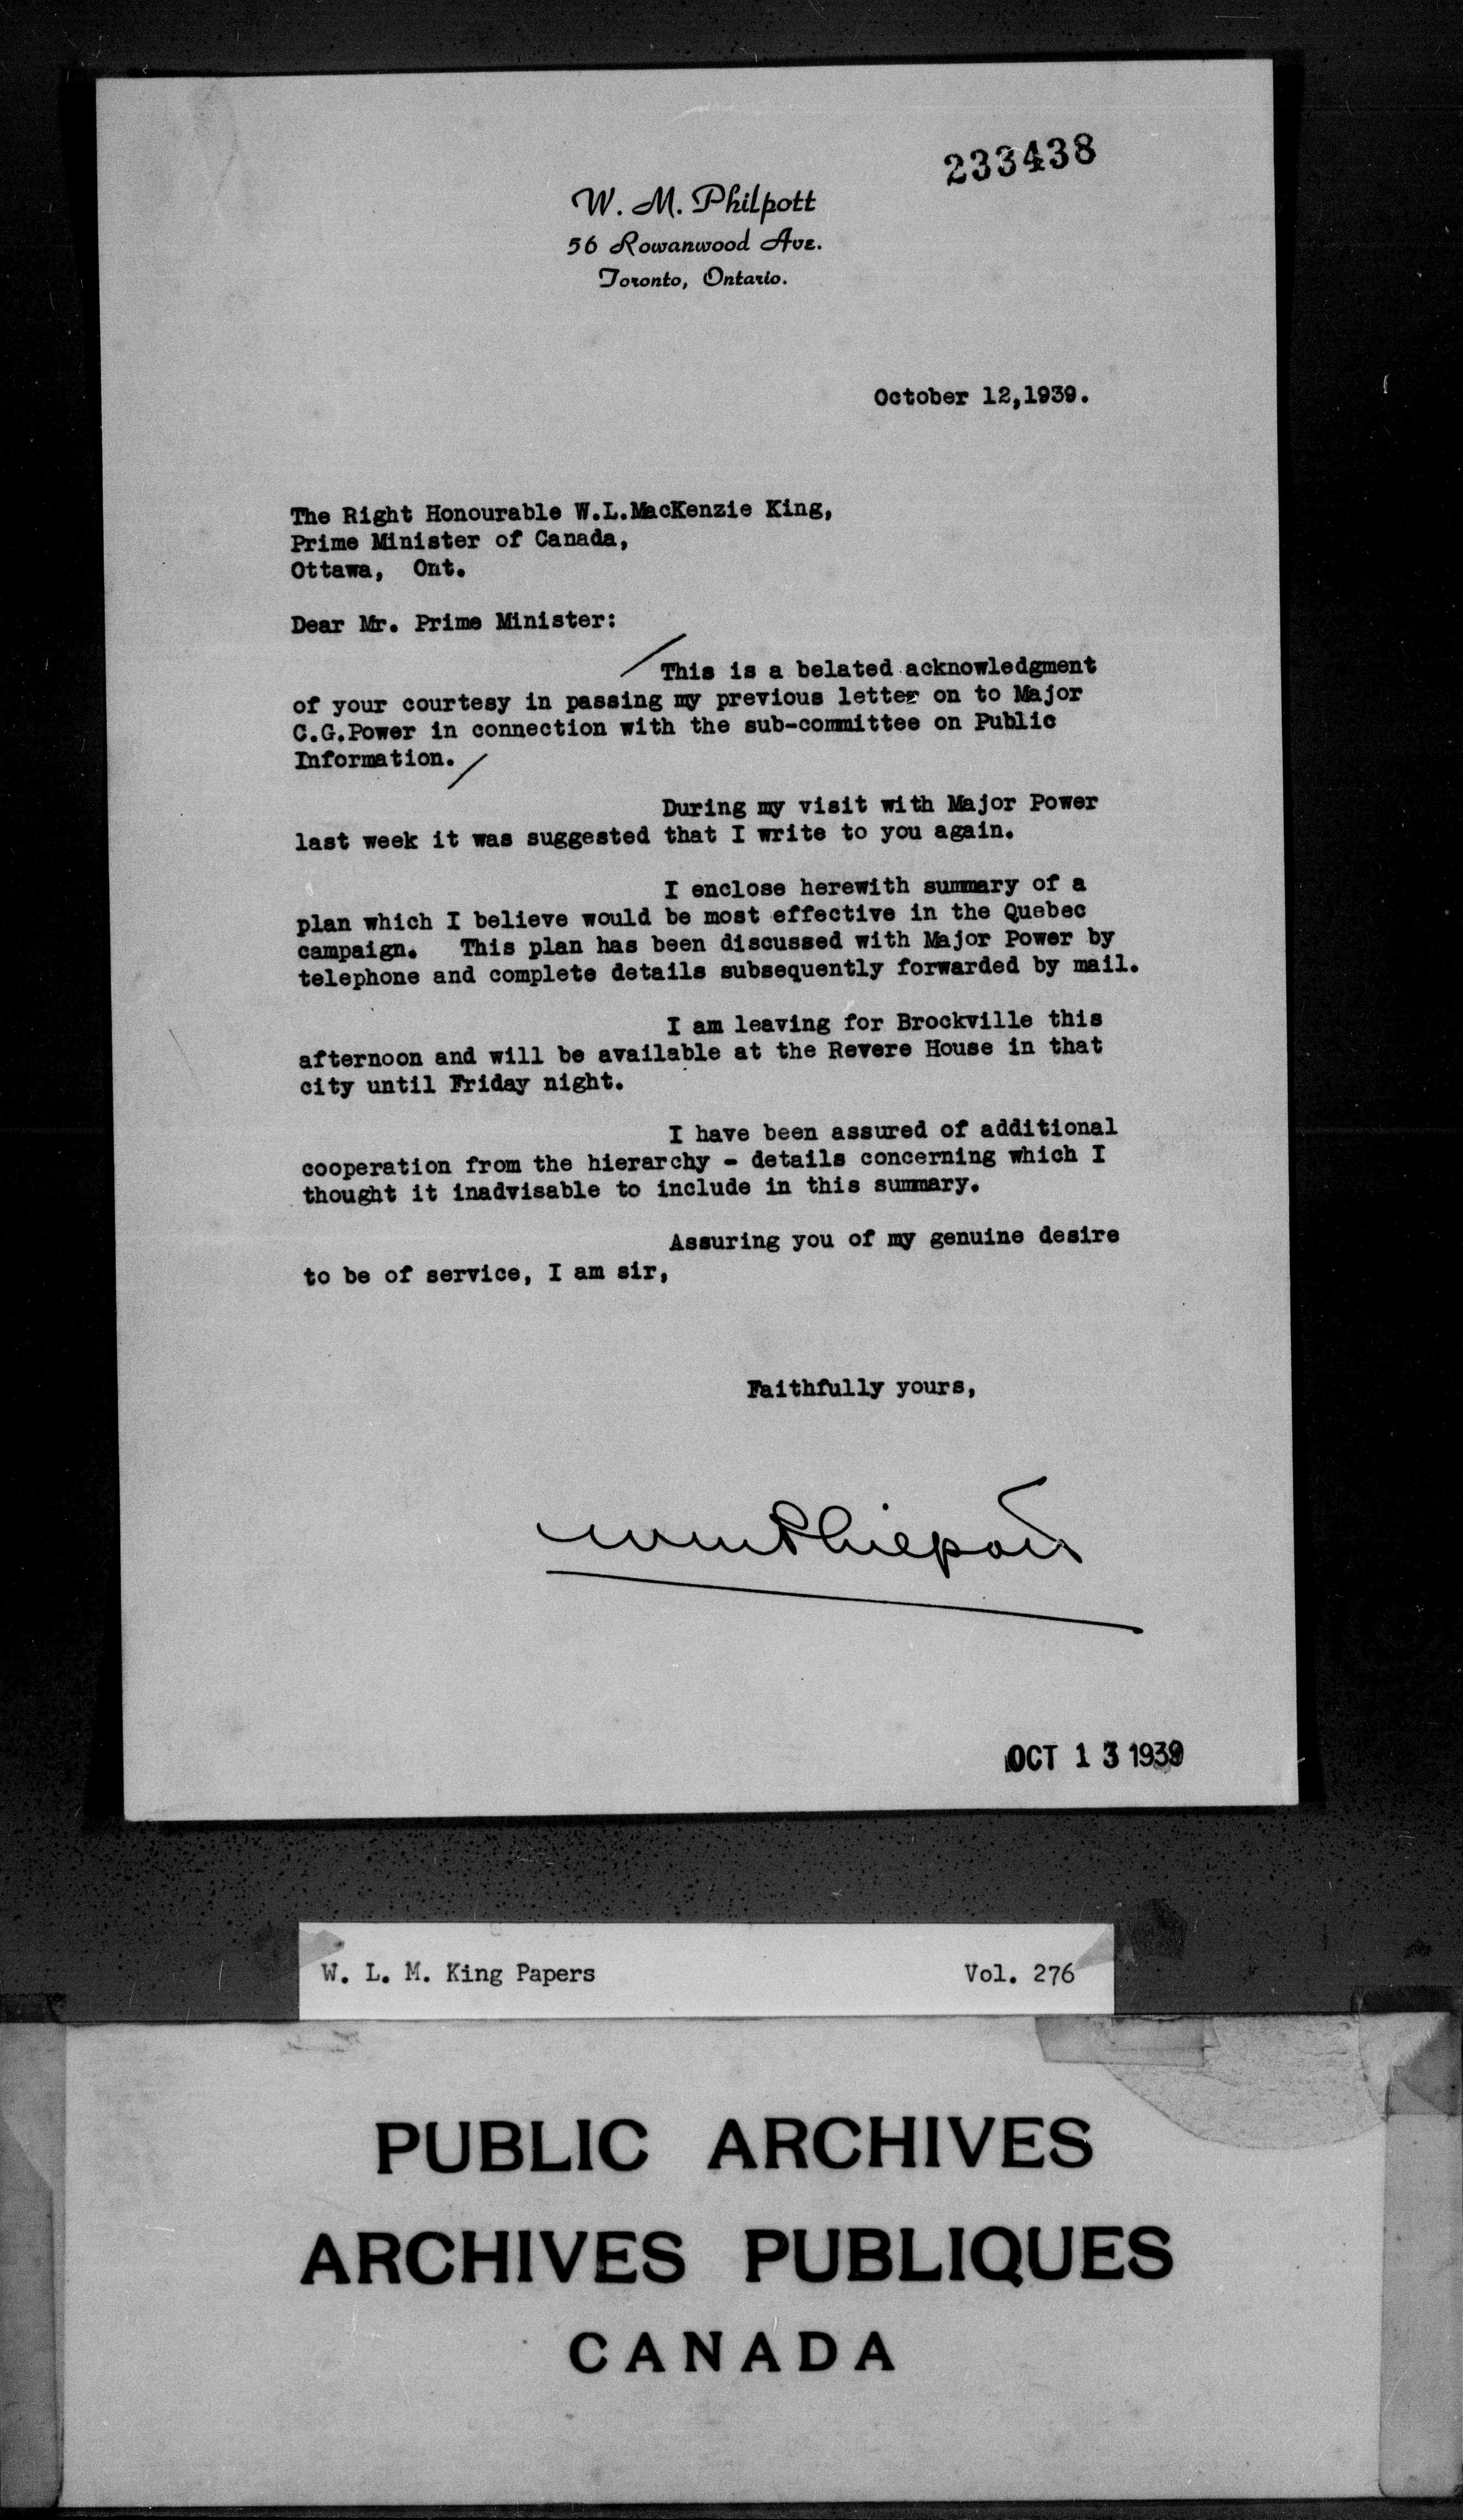 233438
W. M. Philpott
56 Rowanwood Ave.
Toronto, Ontario.
October 12,1939.
The Right Honourable W.L.MacKenzie King,
Prime Minister of Canada,
Ottawa, Ont.
Dear Mr. Prime Minister:
This is a belated acknowledgment
of your courtesy in passing my previous letter on to Major
C.G.Power in connection with the sub-committee on Public
Information.
During my visit with Major Power
last week it was suggested that I write to you again.
I enclose herewith summary of a
plan which I believe would be most effective in the Quebec
campaign. This plan has been discussed with Major Power by
telephone and complete details subsequently forwarded by mail.
I am leaving for Brockville this
afternoon and will be available at the Revere House in that
city until Friday night.
I have been assured of additional
cooperation from the hierarchy - details concerning which I
thought it inadvisable to include in this summary.
Assuring you of my genuine desire
to be of service, I am sir,
Faithfully yours,
WM Philpott
OCT 13 1939
W. L. M. King Papers Vol. 276
PUBLIC ARCHIVES
ARCHIVES PUBLIQUES
CANADA